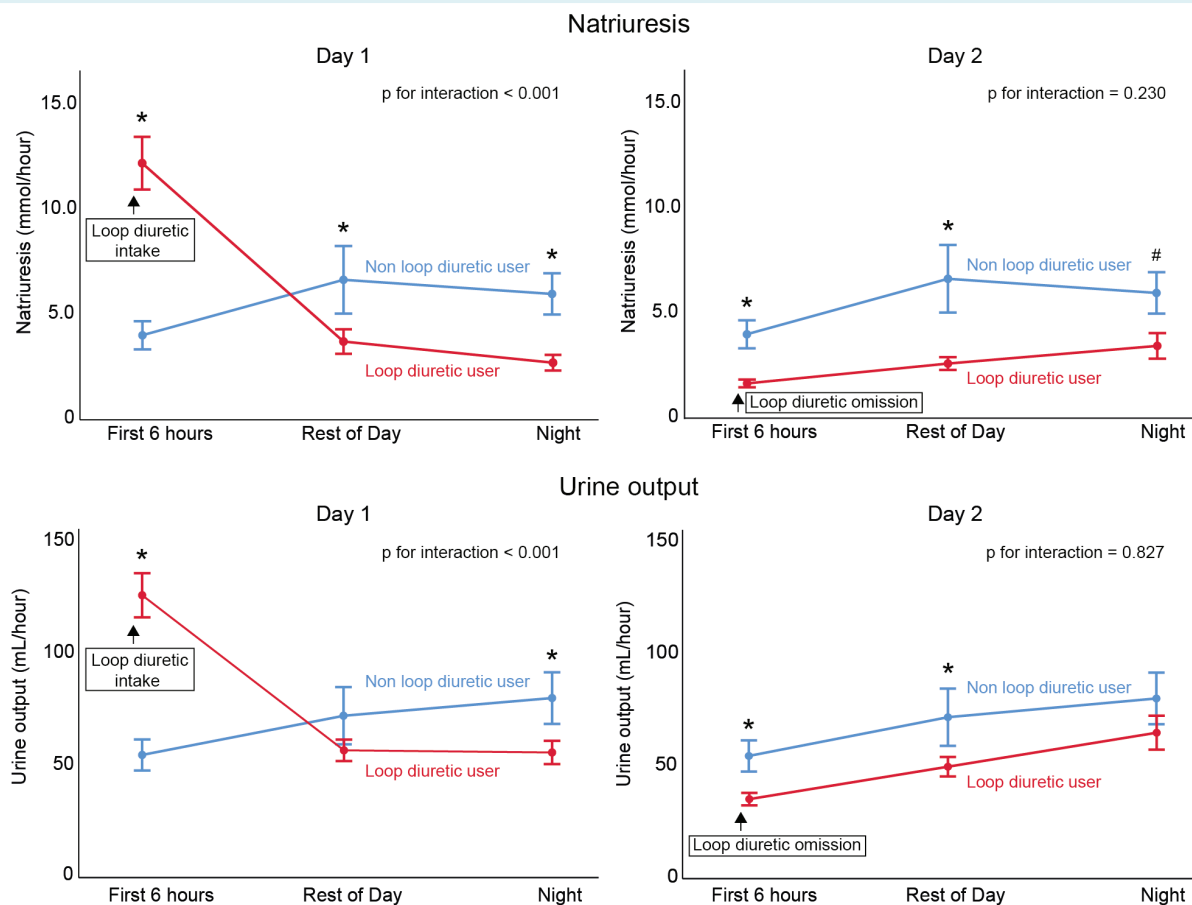 Natriuresis
Day 1
p for interaction < 0.001
Natriuresis (mmol/hour)
15.0
10.0
5.0
0
*
*
*
Loop diuretic
intake
Non loop diuretic user
Loop diuretic user
First 6 hours
Rest of Day
Night
Day 2
p for interaction = 0.230
Natriuresis (mmol/hour)
15.0
10.0
5.0
0
*
*
#
Non loop diuretic user
Loop diuretic user
Loop diuretic omission
First 6 hours
Rest of Day
Night
Urine output
Day 1
p for interaction < 0.001
Urine output (mL/hour)
150
100
50
0
*
*
Loop diuretic
intake
Non loop diuretic user
Loop diuretic user
First 6 hours
Rest of Day
Night
Day 2
p for interaction = 0.827
Urine output (mL/hour)
150
100
50
0
*
*
Non loop diuretic user
Loop diuretic user
Loop diuretic omission
First 6 hours
Rest of Day
Night